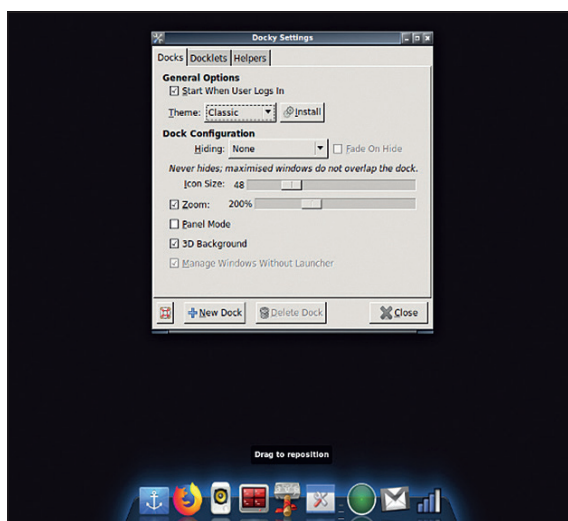 Docky Settings
Docks Docklets Helpers
General Options
Start When User Logs In
Theme: Classic Install
Dock Configuration
Hiding: None Fade On Hide
Never hides; maximised windows do not overlap the dock.
Icon Size: 48
Zoom: 200%
Panel Mode
3D Background
Manage Windows Without Launcher
New Dock Delete Dock Close
Drag to reposition